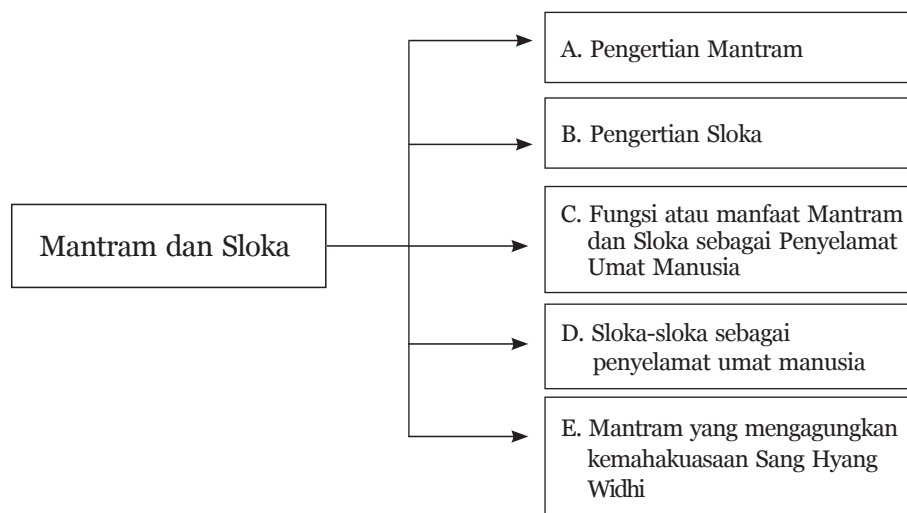 A. Pengertian Mantram
B. Pengertian Sloka
Mantram dan Sloka
C. Fungsi atau manfaat Mantram
dan Sloka sebagai Penyelamat
Umat Manusia
D. Sloka-sloka sebagai
penyelamat umat manusia
E. Mantram yang mengagungkan
kemahakuasaan Sang Hyang
Widhi